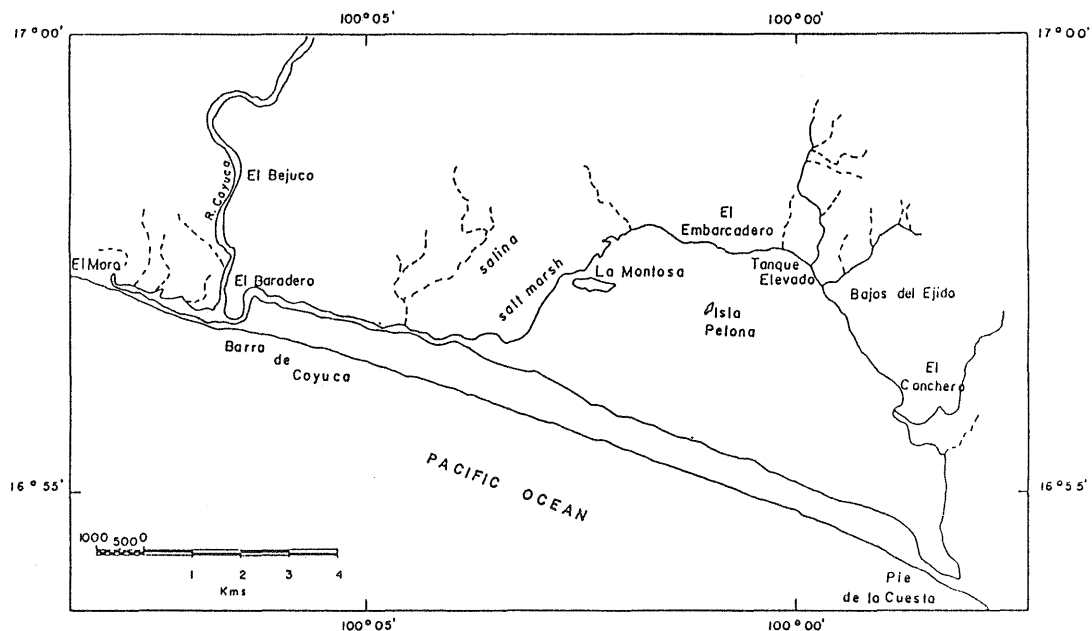 100°05' 100°00'
17°00' 17°00'
El Bejuco
R. Coyuca
El
Embarcadero
salina
El Mora
El Baradero
salt marsh
La Montosa
Tanque
Elevado
Bajos del Ejido
Isla
Pelona
Barra
de
Coyuca
El
Conchero
PACIFIC OCEAN
16°55' 16°55'
1000 500 0
1 2 3 4
Kms
Pie
de la Cuesta
100°05' 100°00'